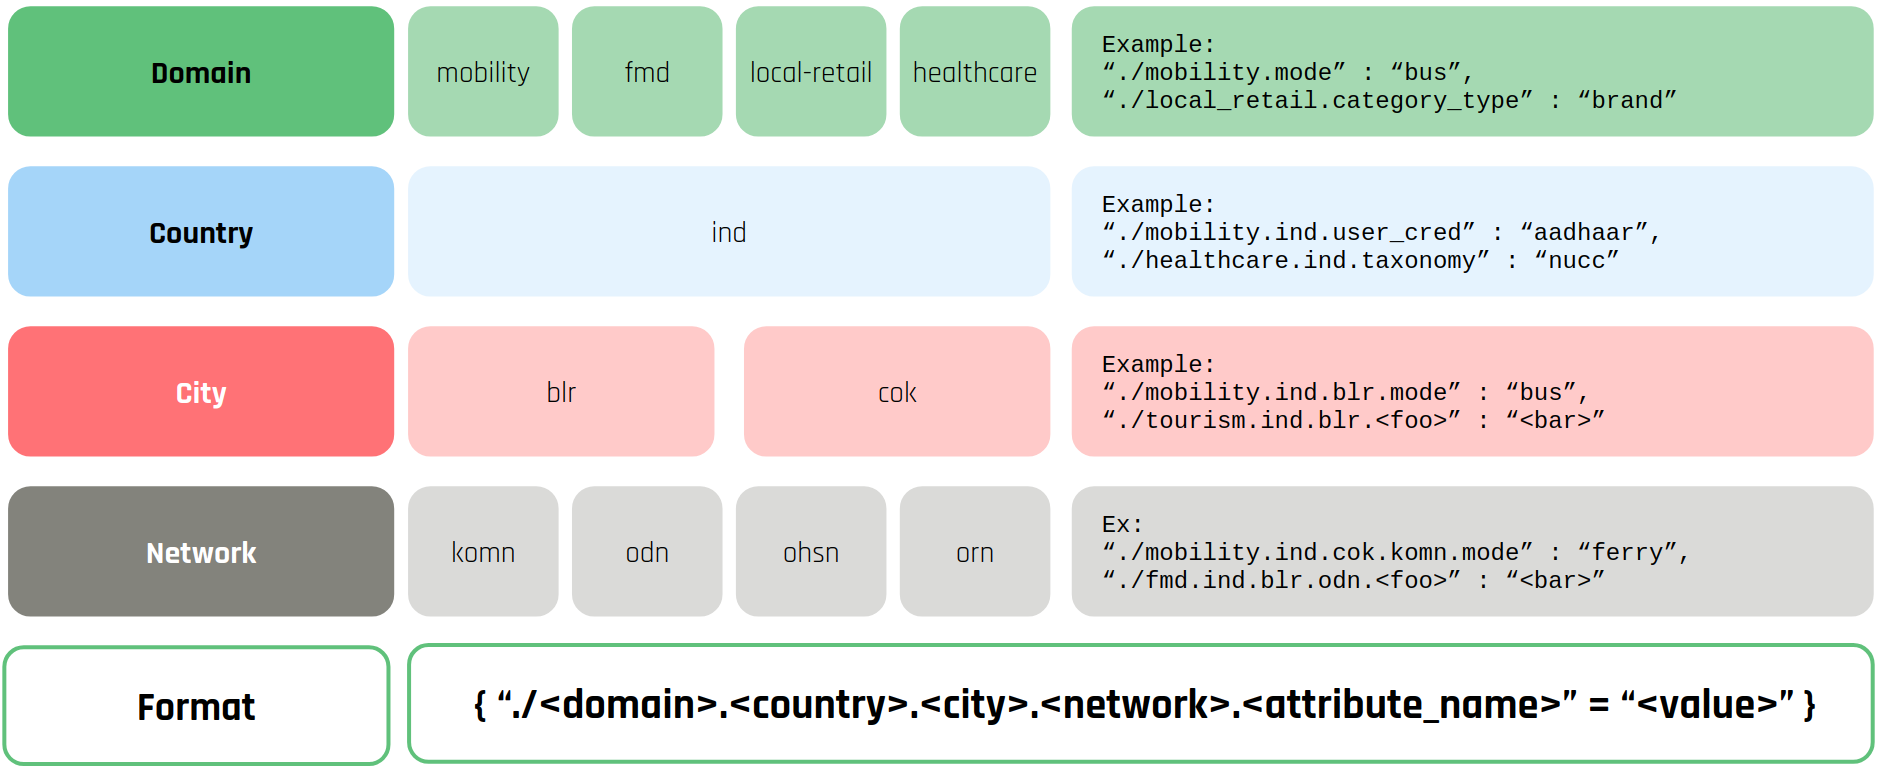 Domain
mobility
fmd
local-retail
healthcare
Example:
“./mobility.mode” : “bus”,
“./local_retail.category_type” : “brand”
Country
ind
Example:
“./mobility.ind.user_cred” : “aadhaar”,
“./healthcare.ind.taxonomy” : “nucc”
City
blr
cok
Example:
“./mobility.ind.blr.mode” : “bus”,
“./tourism.ind.blr.<foo>” : “<bar>”
Network
komn
odn
ohsn
orn
Ex:
“./mobility.ind.cok.komn.mode” : “ferry”,
“./fmd.ind.blr.odn.<foo>” : “<bar>”
Format
{ “./<domain>.<country>.<city>.<network>.<attribute_name>” = “<value>” }